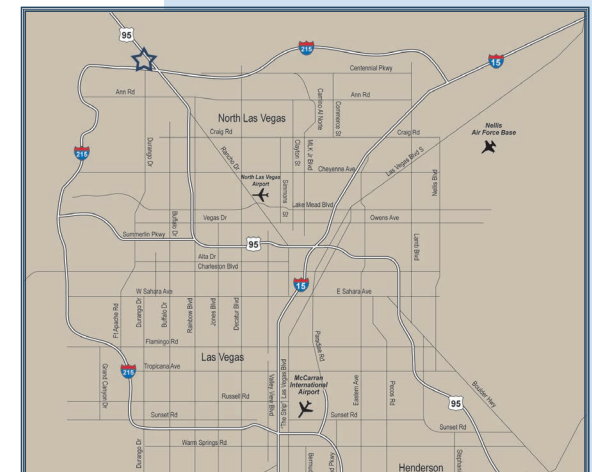 95
215
15
Centennial Pkwy
Ann Rd
Ann Rd
Camino Al Norte
Commerce St
North Las Vegas
Nellis
Air Force Base
Craig Rd
Craig Rd
Durango Dr
Rancho Dr
Clayton St
MLK Jr Blvd
Las Vegas Blvd S
215
Cheyenne Ave
North Las Vegas
Airport
Simmons St
Nellis Blvd
Lake Mead Blvd
Buffalo Dr
Vegas Dr
Owens Ave
Summerlin Pkwy
95
Lamb Blvd
Alta Dr
Charleston Blvd
15
W Sahara Ave
E Sahara Ave
Ft Apache Rd
Durango Dr
Buffalo Dr
Rainbow Blvd
Jones Blvd
Decatur Blvd
Paradise Rd
Flamingo Rd
Las Vegas
215
Tropicana Ave
Grand Canyon Dr
Valley View Blvd
"The Strip" Las Vegas Blvd
McCarran
International
Airport
Eastern Ave
Pecos Rd
Boulder Hwy
Russell Rd
95
Sunset Rd
Sunset Rd
Sunset Rd
Durango Dr
Warm Springs Rd
Henderson